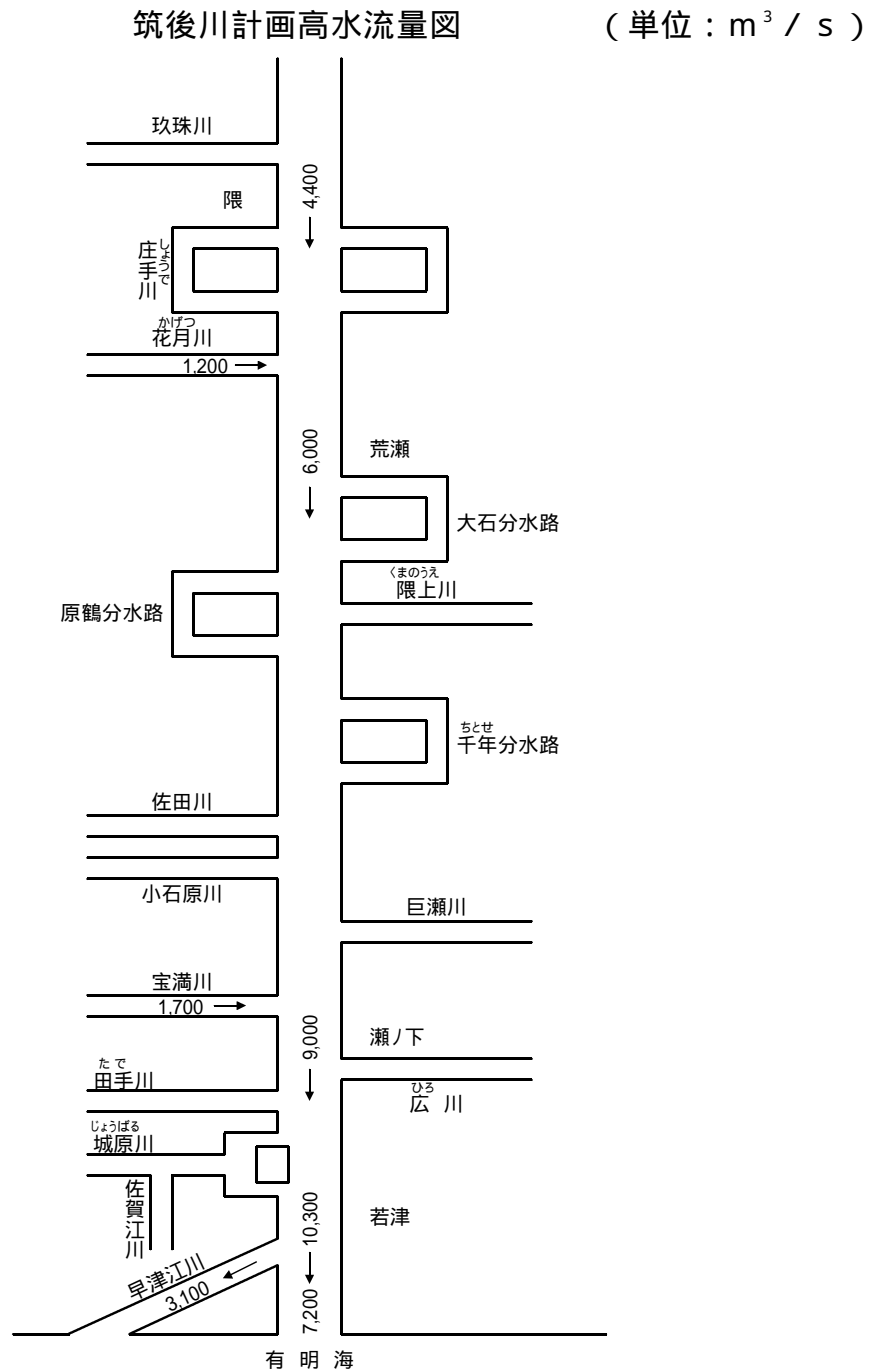 筑後川計画高水流量図 （単位：m³／s）
玖珠川
4,400
隈
しょうで
庄手川
かげつ
花月川
1,200
6,000
荒瀬
大石分水路
くまのうえ
隈上川
原鶴分水路
ちとせ
千年分水路
佐田川
小石原川
巨瀬川
宝満川
1,700
9,000
瀬ノ下
たで
田手川
ひろ
広川
じょうばる
城原川
佐賀江川
10,300
若津
早津江川
3,100
7,200
有明海